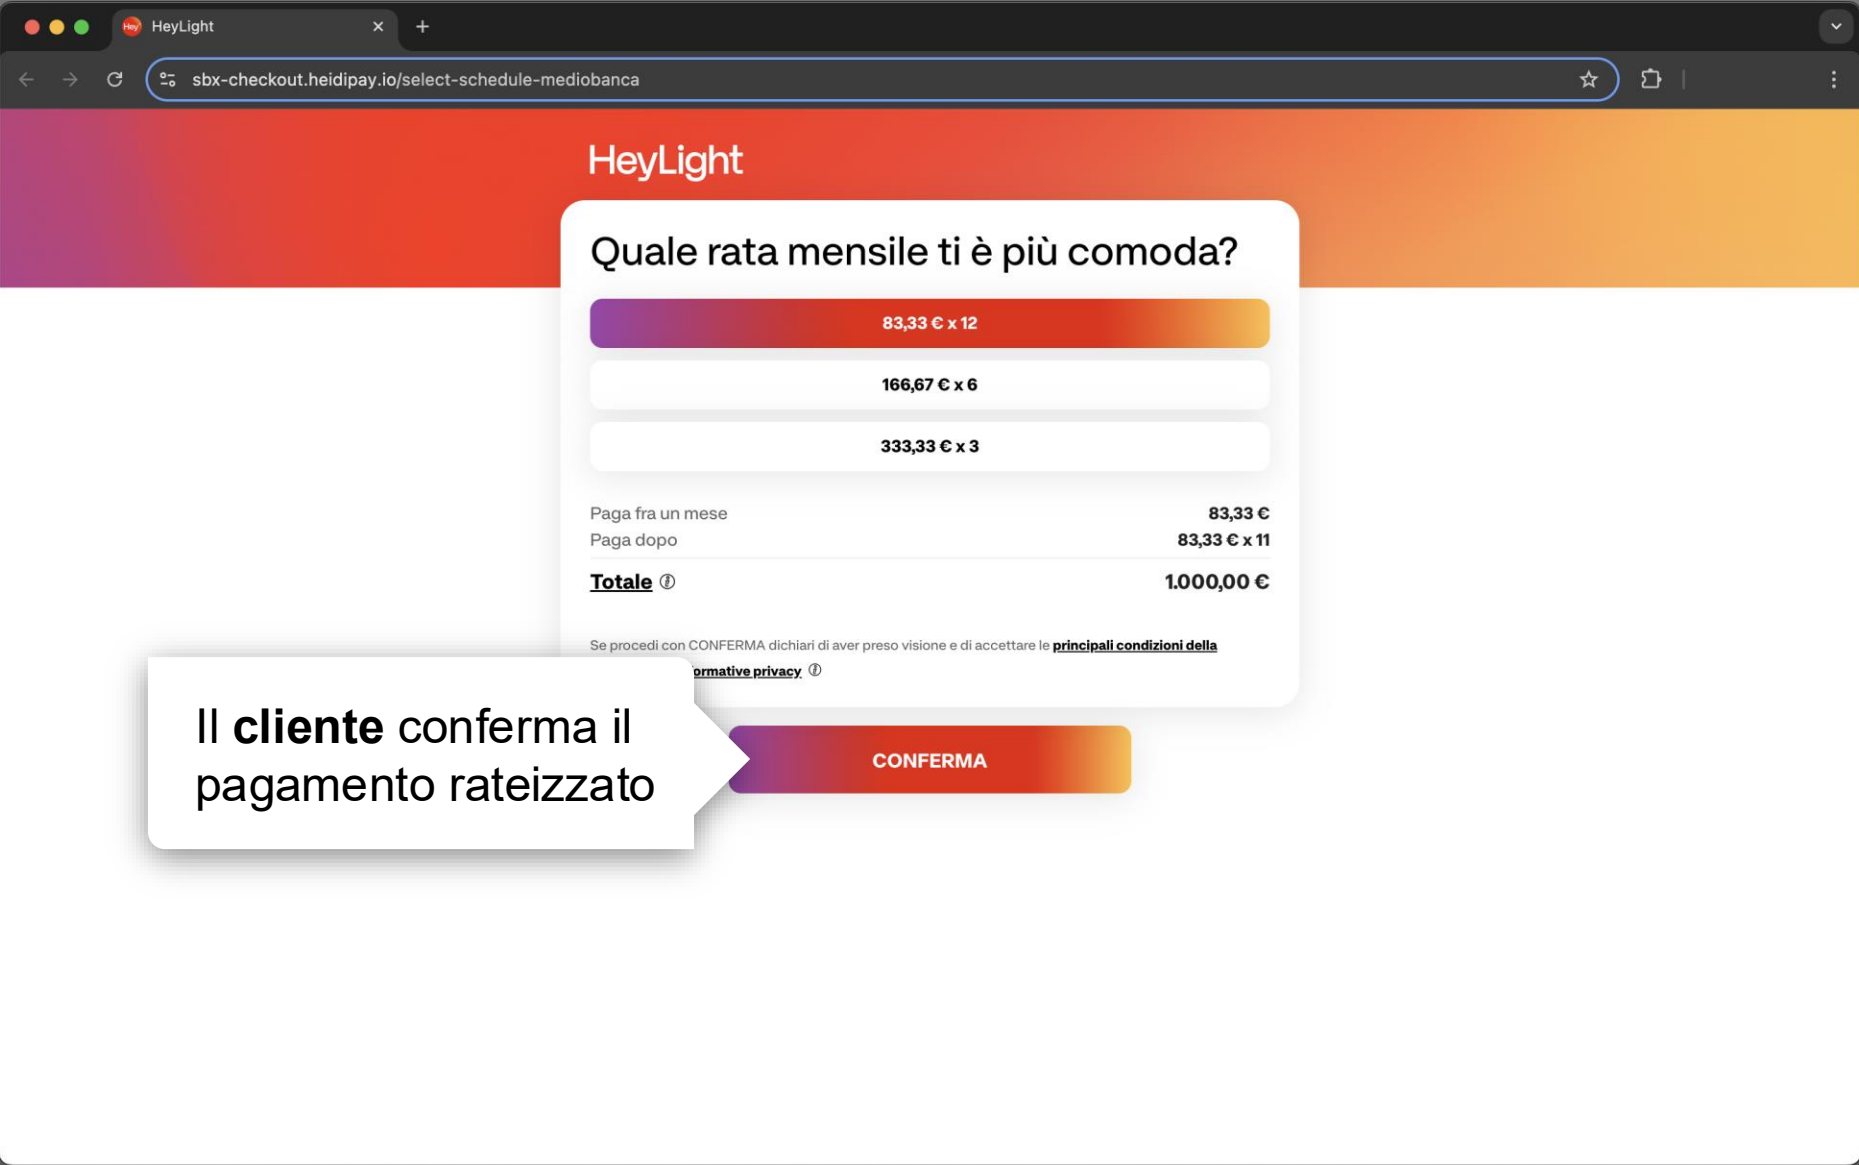 HeyLight
sbx-checkout.heidipay.io/select-schedule-mediobanca
HeyLight
Quale rata mensile ti è più comoda?
83,33 € x 12
166,67 € x 6
333,33 € x 3
Paga fra un mese 83,33 €
Paga dopo 83,33 € x 11
Totale 1.000,00 €
Se procedi con CONFERMA dichiari di aver preso visione e di accettare le principali condizioni della
ormative privacy
Il cliente conferma il
pagamento rateizzato
CONFERMA